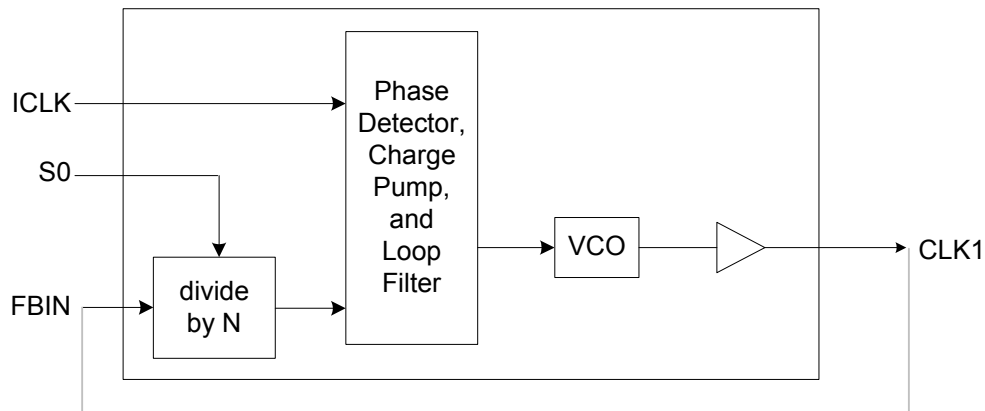 ICLK
S0
FBIN
divide
by N
Phase
Detector,
Charge
Pump,
and
Loop
Filter
VCO
CLK1